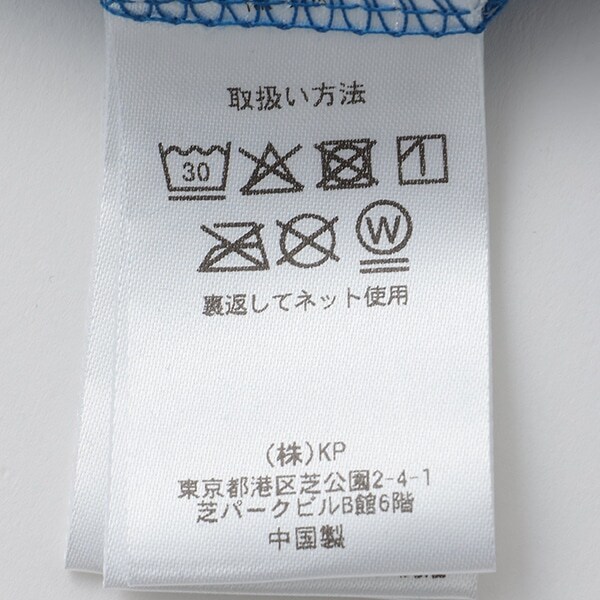 取扱い方法
30
W
裏返してネット使用
(株)KP
東京都港区芝公園2-4-1
芝パークビルB館6階
中国製